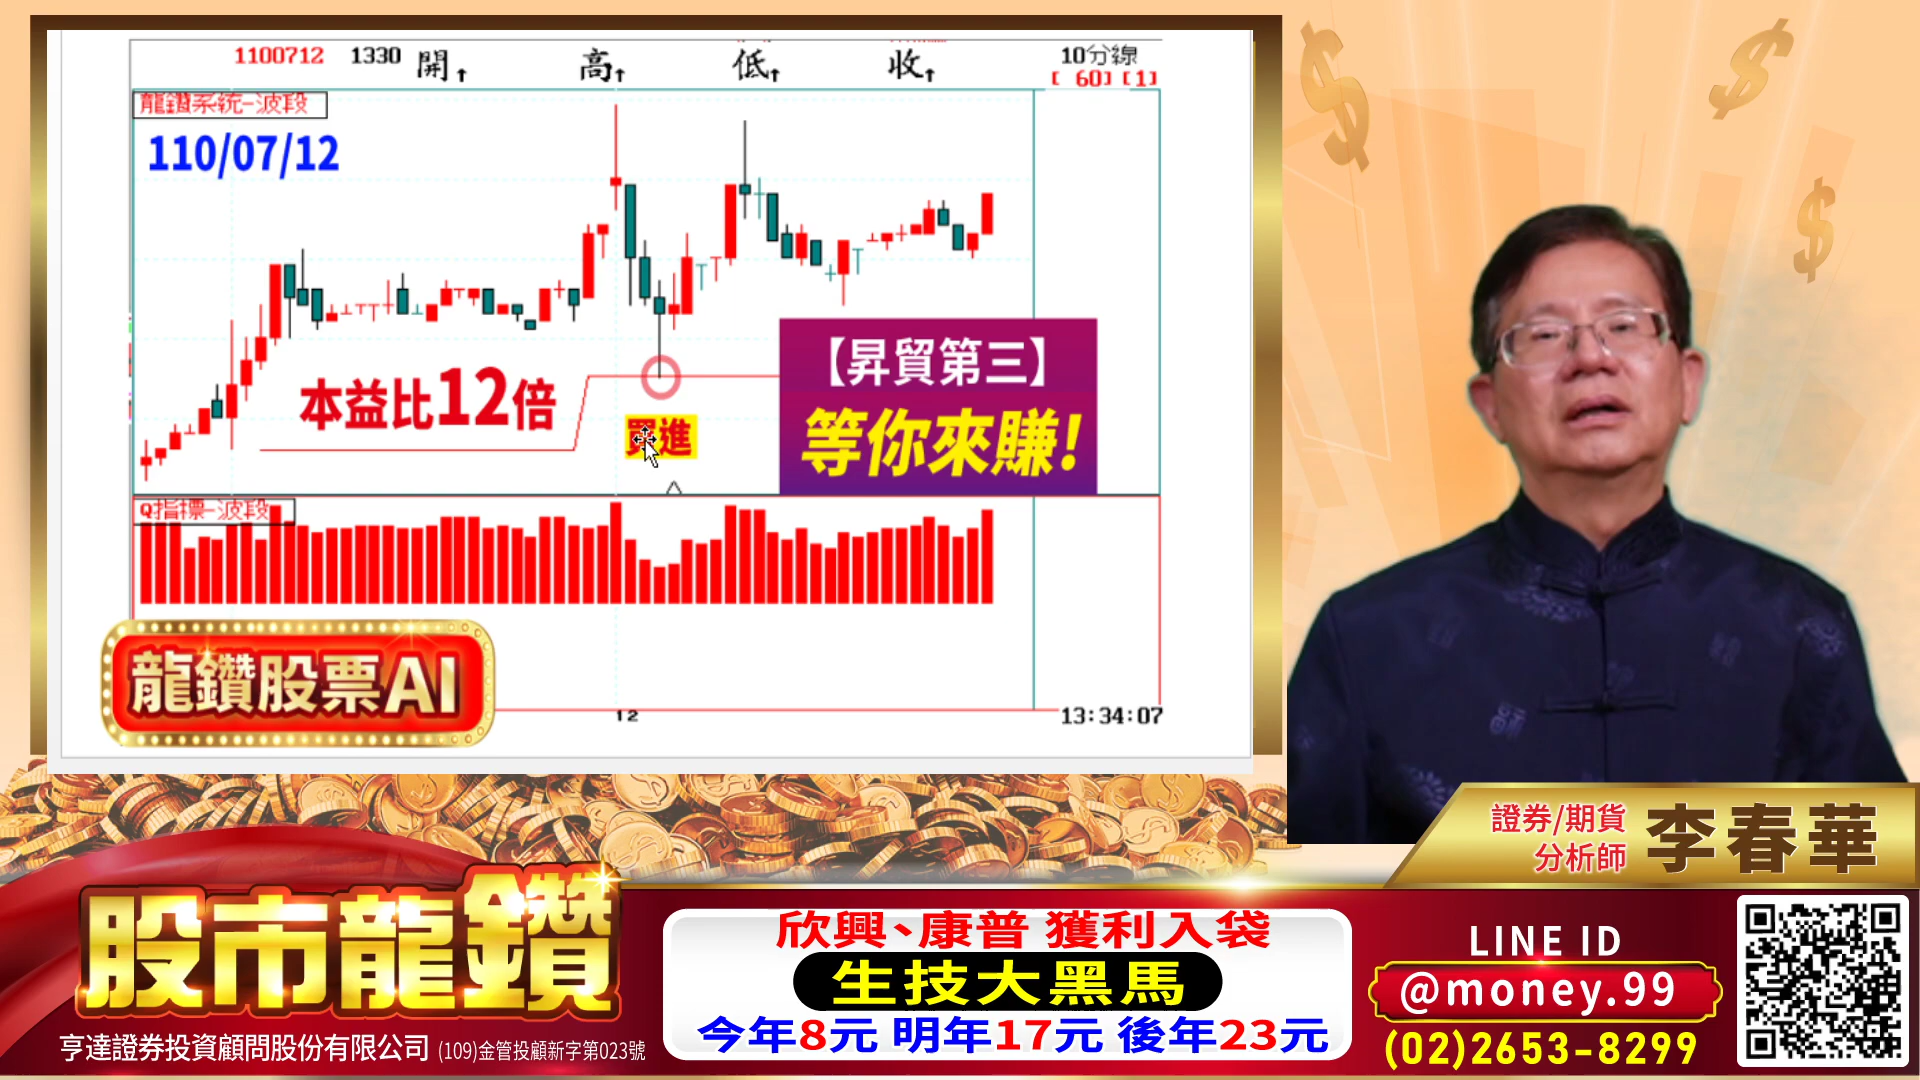 1100712 1330 開↑ 高↑ 低↑ 收↑ 10分線
[ 60] [1]
龍鑽系統-波段
110/07/12
本益比12倍
買進
【昇貿第三】
等你來賺!
Q指標-波段
龍鑽股票AI
12
13:34:07
證券/期貨
分析師
李春華
股市龍鑽
亨達證券投資顧問股份有限公司 (109)金管投顧新字第023號
欣興、康普 獲利入袋
生技大黑馬
今年8元 明年17元 後年23元
LINE ID
@money.99
(02)2653-8299